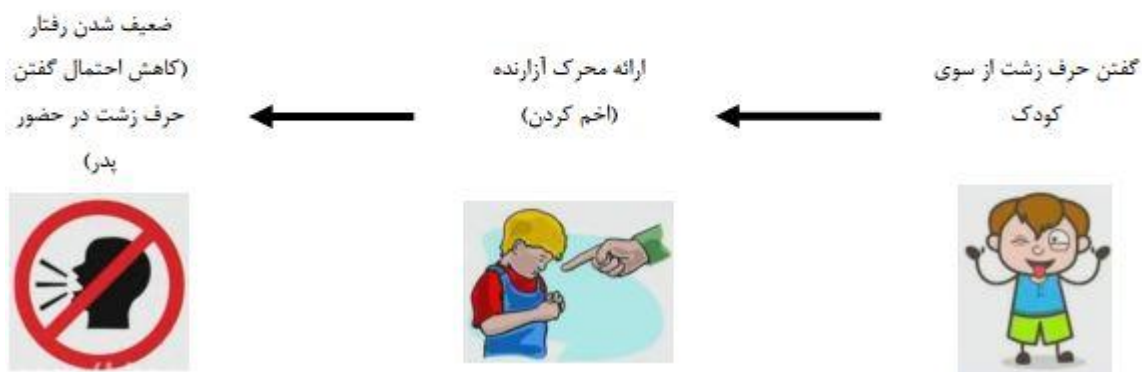 گفتن حرف زشت از سوی
کودک
ارائه محرک آزارنده
(اخم کردن)
ضعیف شدن رفتار
(کاهش احتمال گفتن
حرف زشت در حضور
پدر)